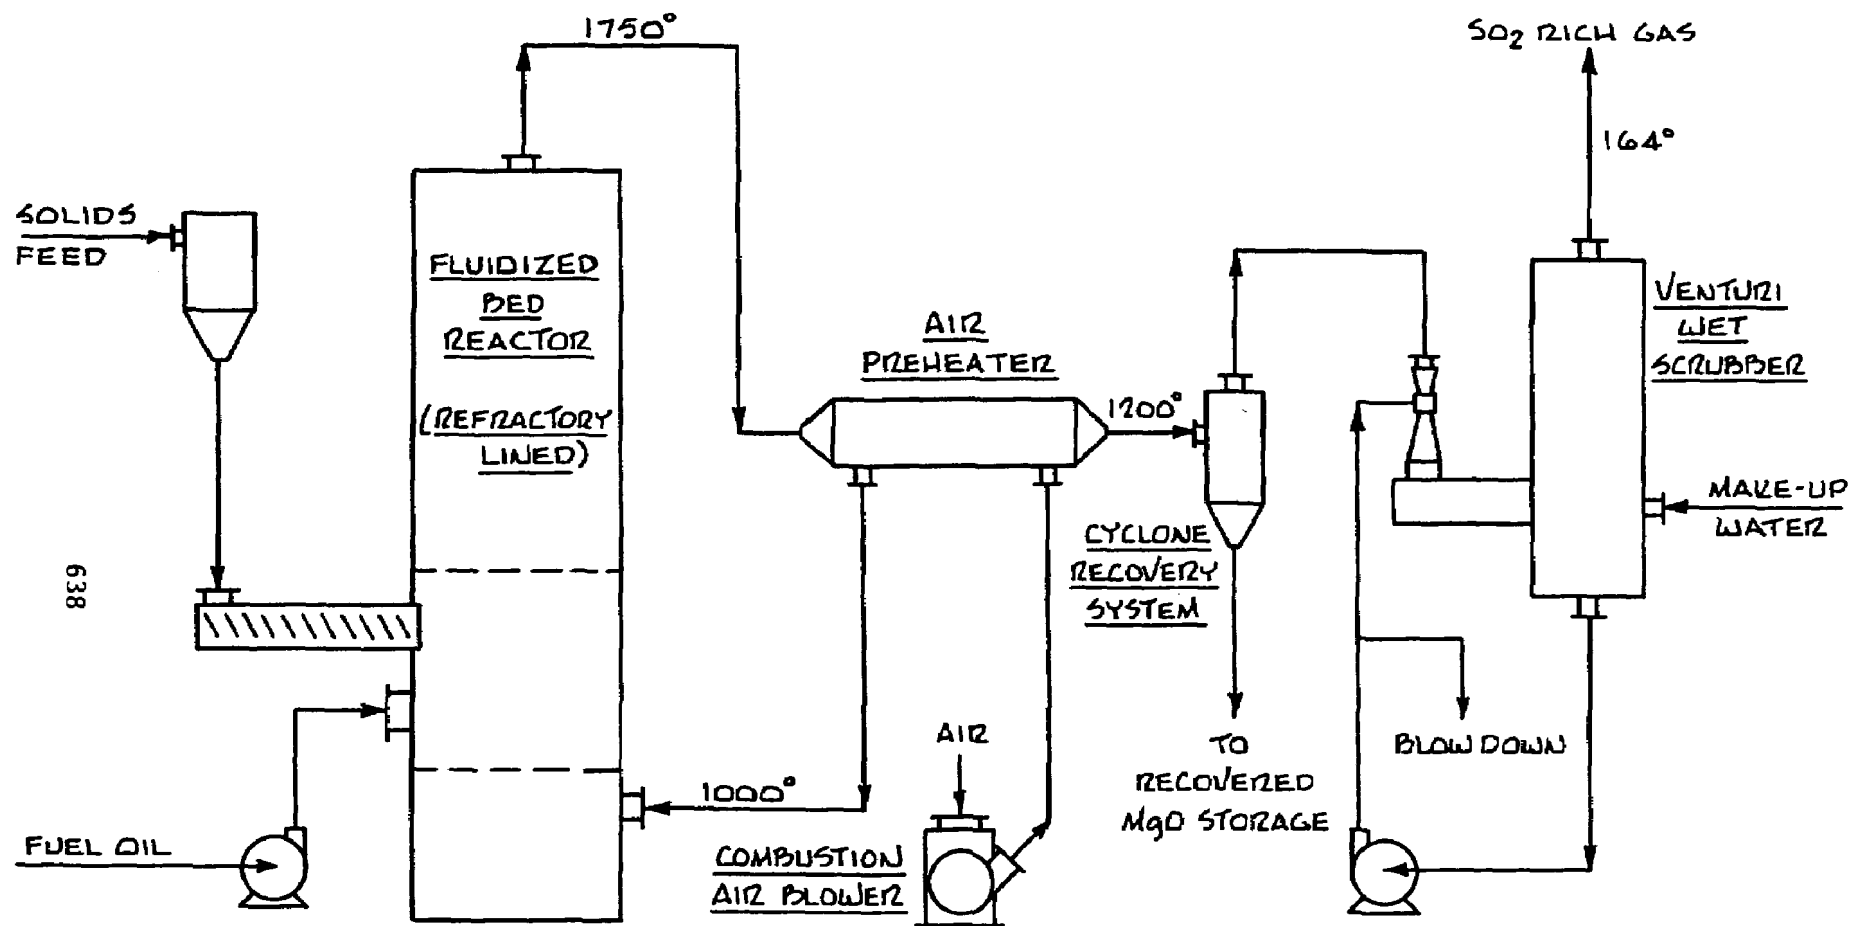 1750°
SO2 RICH GAS
164°
SOLIDS
FEED
FLUIDIZED
BED
REACTOR
(REFRACTORY
LINED)
AIR
PREHEATER
1200°
VENTURI
WET
SCRUBBER
MAKE-UP
WATER
CYCLONE
RECOVERY
SYSTEM
638
TO
RECOVERED
MgO STORAGE
BLOW DOWN
AIR
1000°
FUEL OIL
COMBUSTION
AIR BLOWER